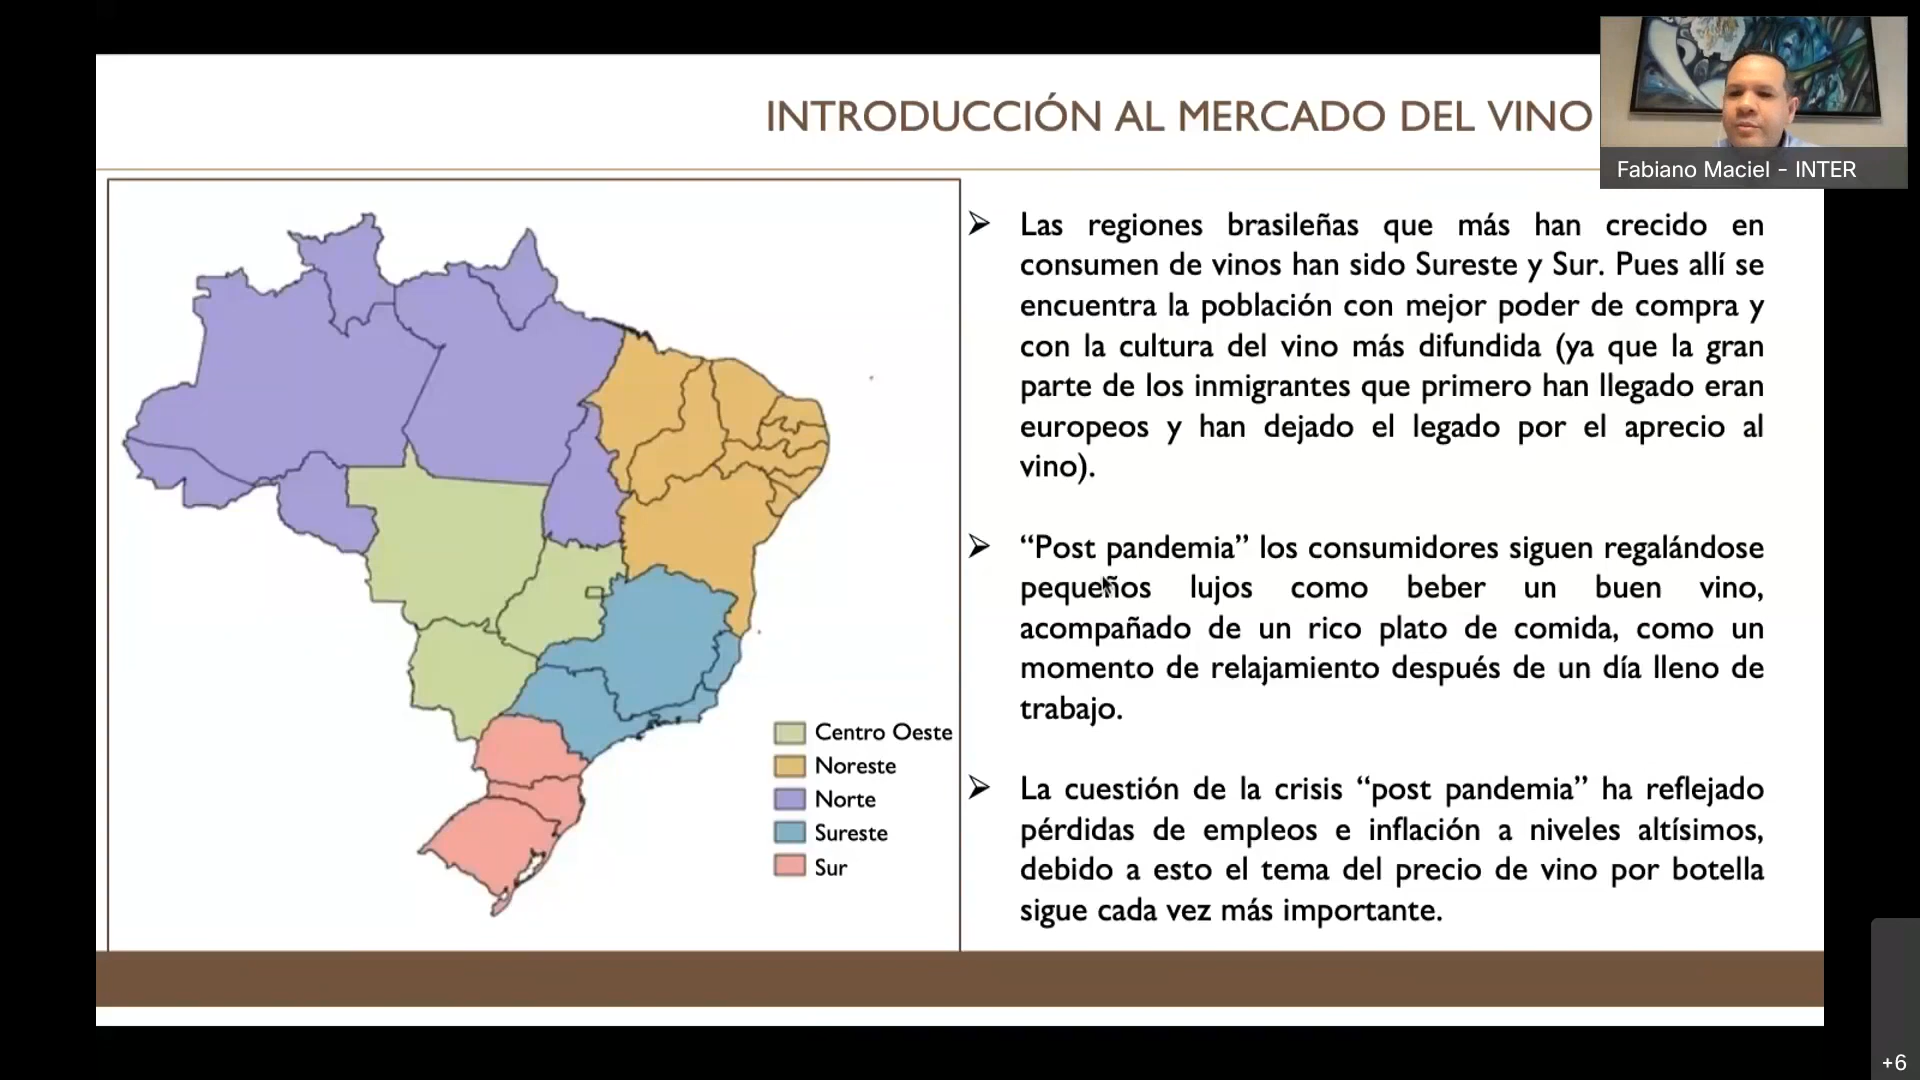 INTRODUCCIÓN AL MERCADO DEL VINO
Fabiano Maciel - INTER
Las regiones brasileñas que más han crecido en
consumen de vinos han sido Sureste y Sur. Pues allí se
encuentra la población con mejor poder de compra y
con la cultura del vino más difundida (ya que la gran
parte de los inmigrantes que primero han llegado eran
europeos y han dejado el legado por el aprecio al
vino).
“Post pandemia” los consumidores siguen regalándose
pequeños lujos como beber un buen vino,
acompañado de un rico plato de comida, como un
momento de relajamiento después de un día lleno de
trabajo.
La cuestión de la crisis “post pandemia” ha reflejado
pérdidas de empleos e inflación a niveles altísimos,
debido a esto el tema del precio de vino por botella
sigue cada vez más importante.
Centro Oeste
Noreste
Norte
Sureste
Sur
+6